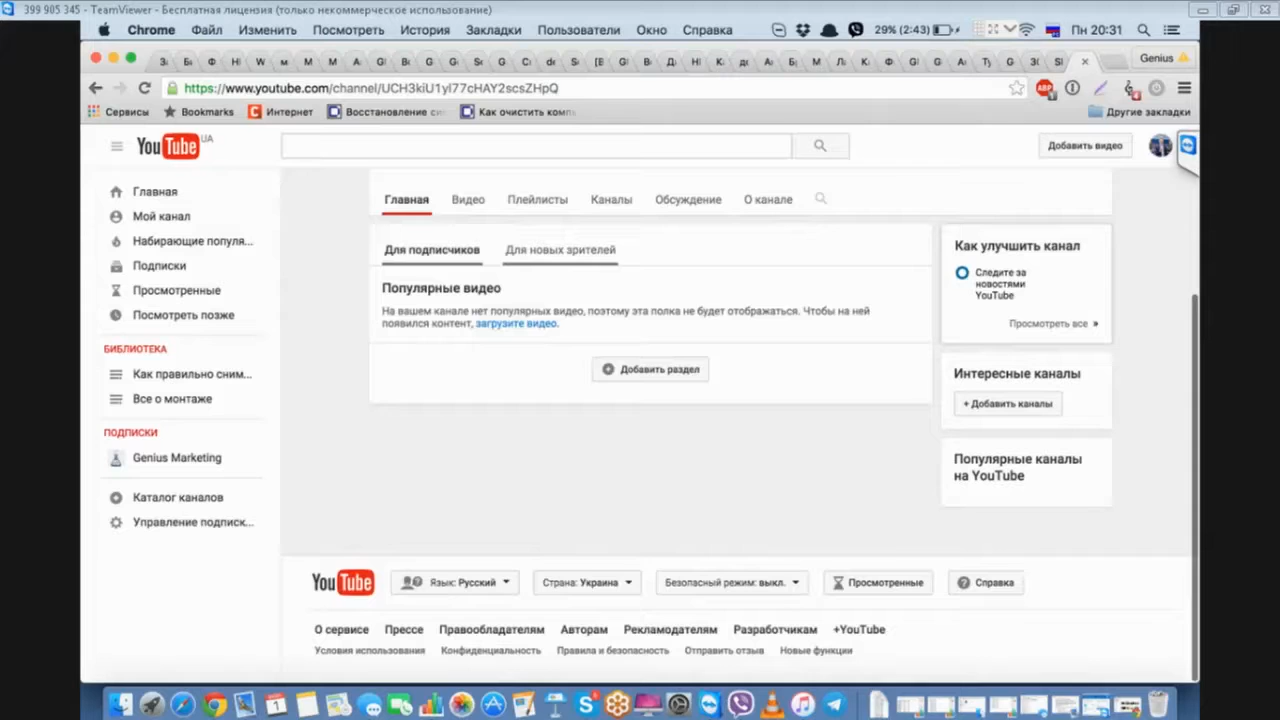 399 905 345 - TeamViewer - Бесплатная лицензия (только некоммерческое использование)
Chrome Файл Изменить Посмотреть История Закладки Пользователи Окно Справка 29% (2:43) Пн 20:31
Genius
https://www.youtube.com/channel/
Сервисы Bookmarks Интернет Восстановление Как очистить комп
Другие закладки
YouTube UA
Добавить видео
Главная
Мой канал
Набирающие популя...
Подписки
Просмотренные
Посмотреть позже
БИБЛИОТЕКА
Как правильно сним...
Все о монтаже
ПОДПИСКИ
Genius Marketing
Каталог каналов
Управление подписк...
Главная Видео Плейлисты Каналы Обсуждение О канале
Для подписчиков Для новых зрителей
Популярные видео
На вашем канале нет популярных видео, поэтому эта полка не будет отображаться. Чтобы на ней
появился контент, загрузите видео.
Добавить раздел
Как улучшить канал
Следите за
новостями
YouTube
Просмотреть все »
Интересные каналы
+ Добавить каналы
Популярные каналы
на YouTube
YouTube Язык: Русский Страна: Украина Безопасный режим: выкл. Просмотренные Справка
О сервисе Прессе Правообладателям Авторам Рекламодателям Разработчикам +YouTube
Условия использования Конфиденциальность Правила и безопасность Отправить отзыв Новые функции